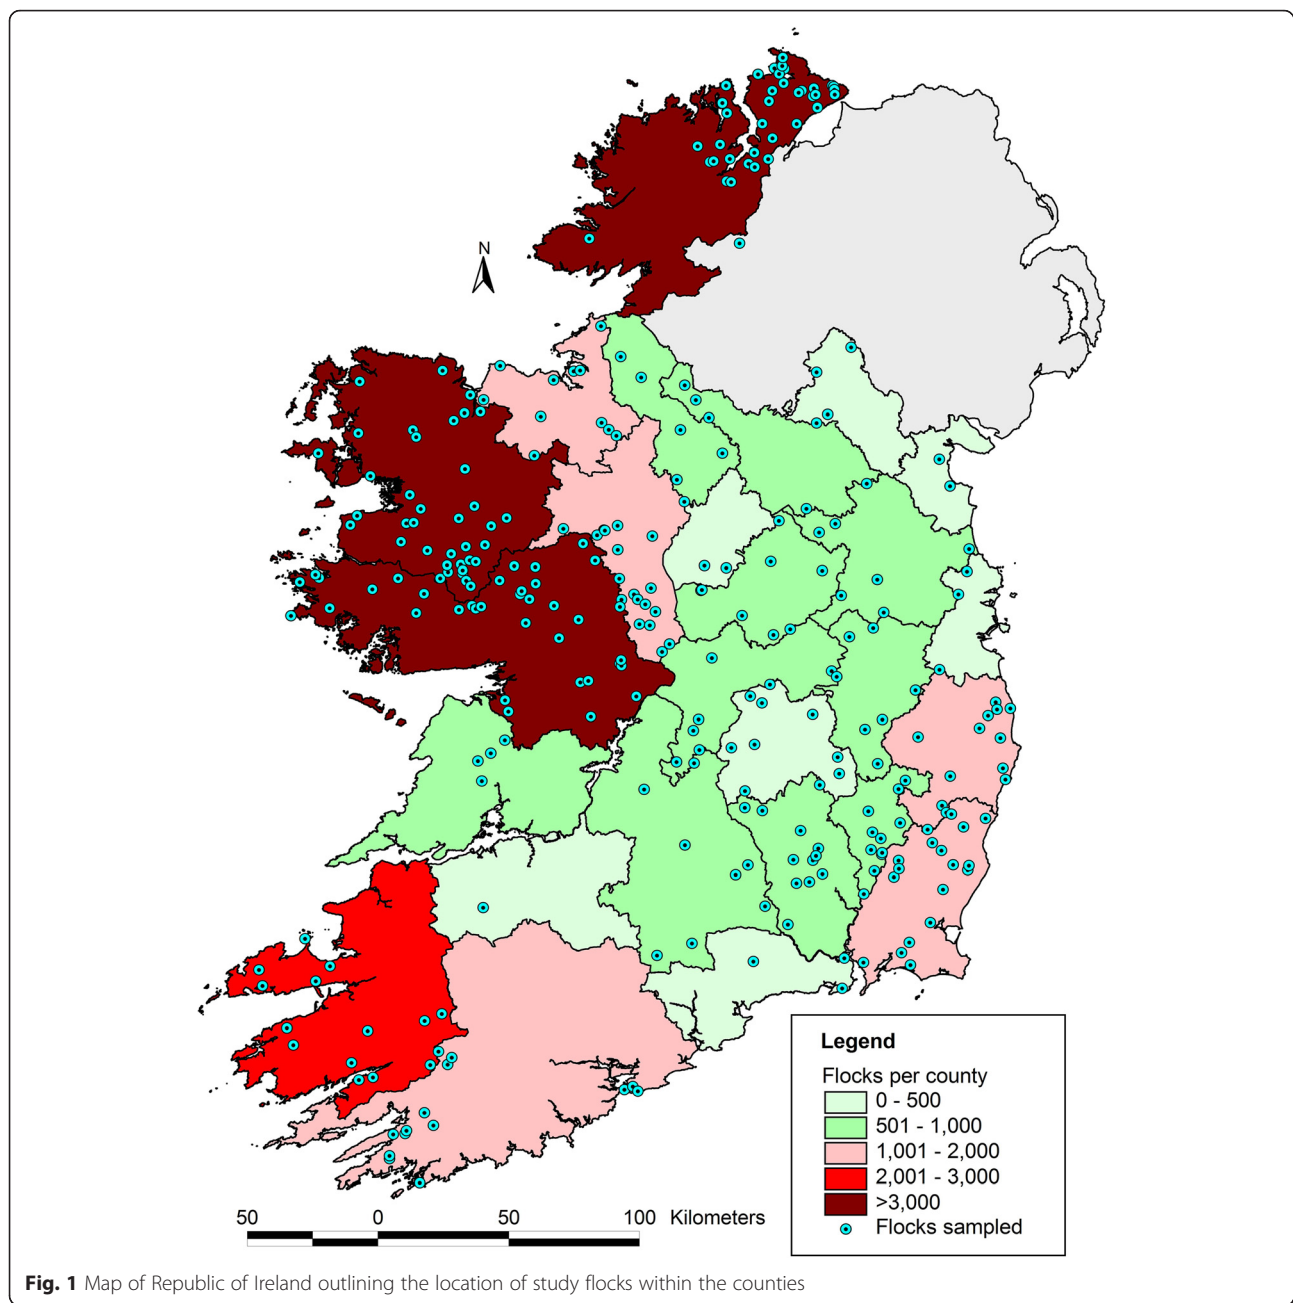 N
Legend
Flocks per county
0 - 500
501 - 1,000
1,001 - 2,000
2,001 - 3,000
>3,000
Flocks sampled
50 0 50 100 Kilometers
Fig. 1 Map of Republic of Ireland outlining the location of study flocks within the counties